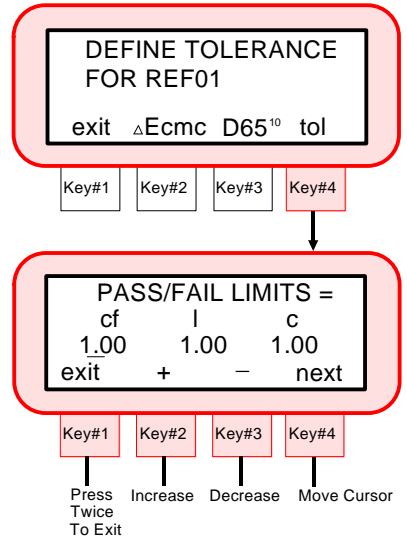 DEFINE TOLERANCE
FOR REF01
exit ΔEcmc D65¹⁰ tol
Key#1 Key#2 Key#3 Key#4
PASS/FAIL LIMITS =
cf l c
1.00 1.00 1.00
exit + − next
Key#1 Key#2 Key#3 Key#4
Press Increase Decrease Move Cursor
Twice
To Exit